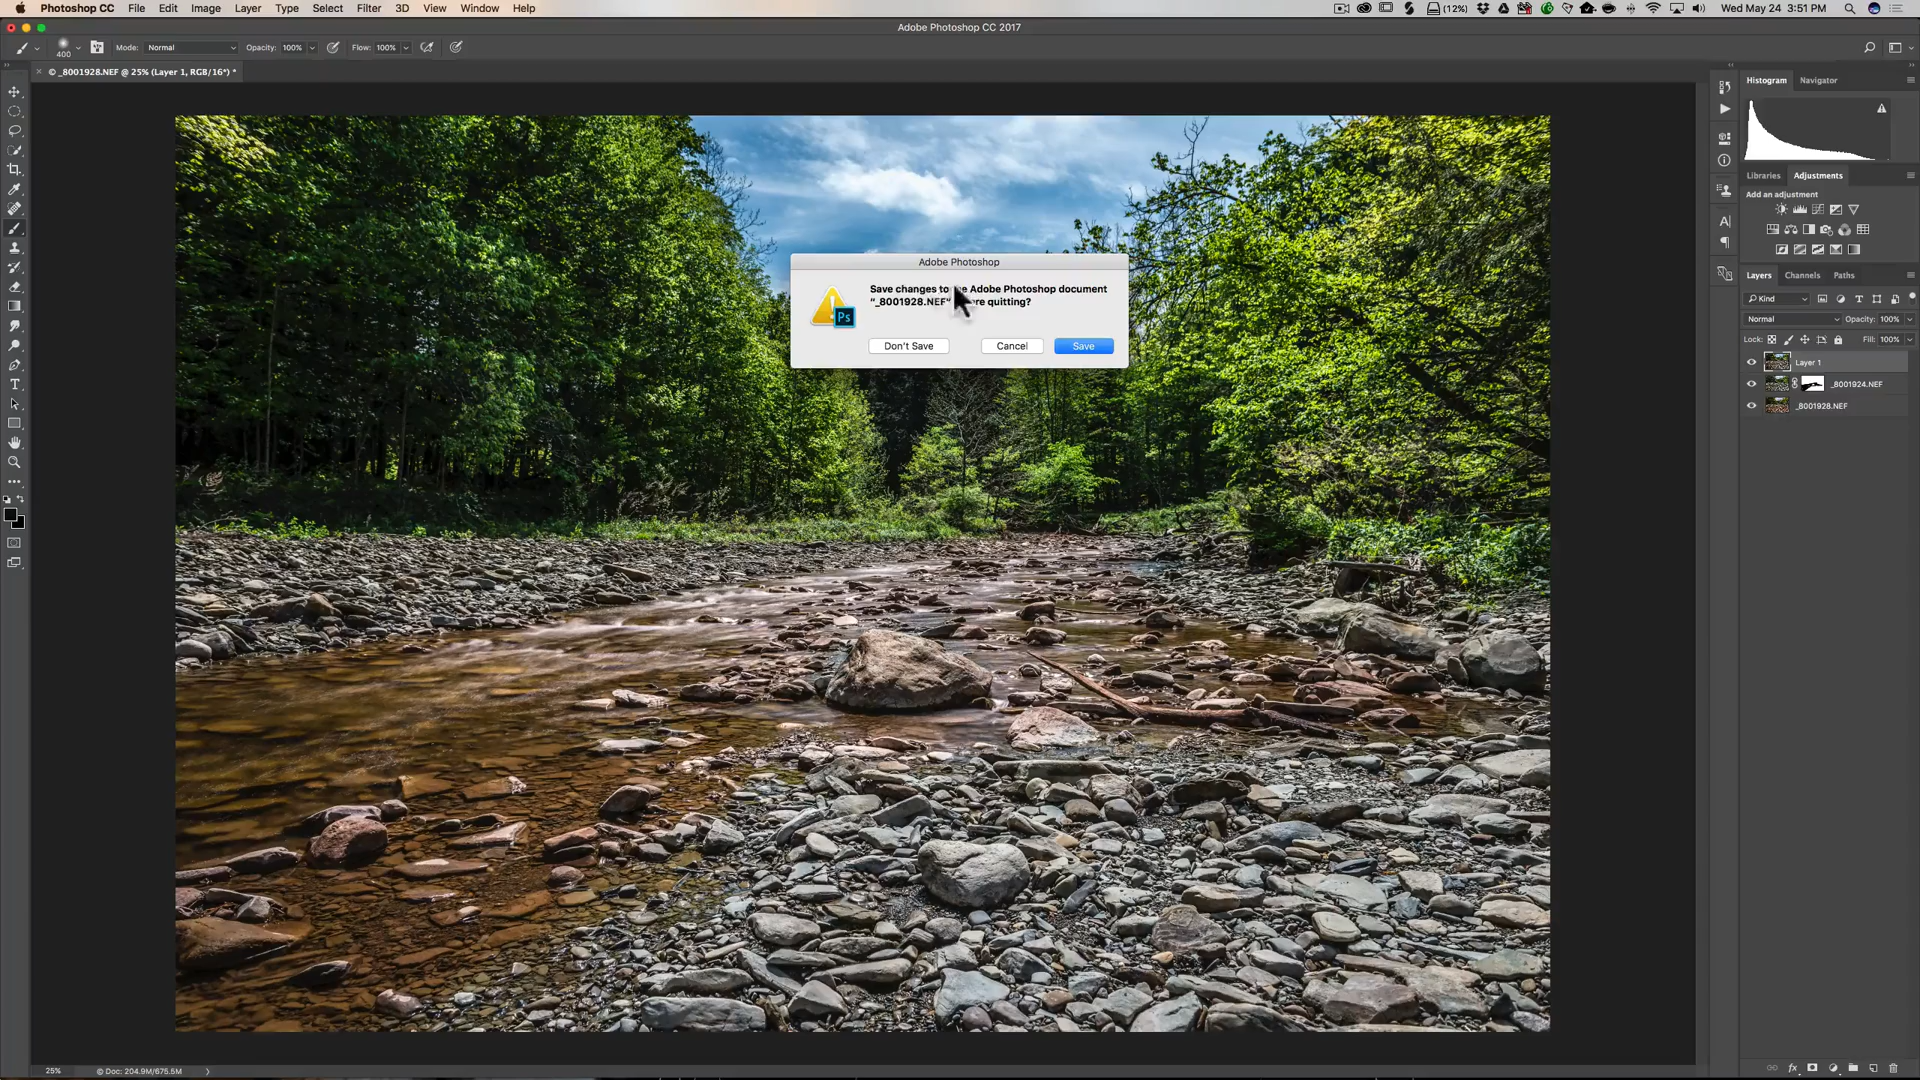 Photoshop CC File Edit Image Layer Type Select Filter 3D View Window Help (12%) Wed May 24 3:51 PM
Adobe Photoshop CC 2017
400 Mode: Normal Opacity: 100% Flow: 100%
© _8001928.NEF @ 25% (Layer 1, RGB/16*) *
Histogram Navigator
Libraries Adjustments
Add an adjustment
Layers Channels Paths
Kind
Normal Opacity: 100%
Lock: Fill: 100%
Layer 1
_8001924.NEF
_8001928.NEF
Adobe Photoshop
Save changes to Adobe Photoshop document
“_8001928.NEF” quitting?
Ps
Don't Save Cancel Save
25% Doc: 204.9M/675.5M